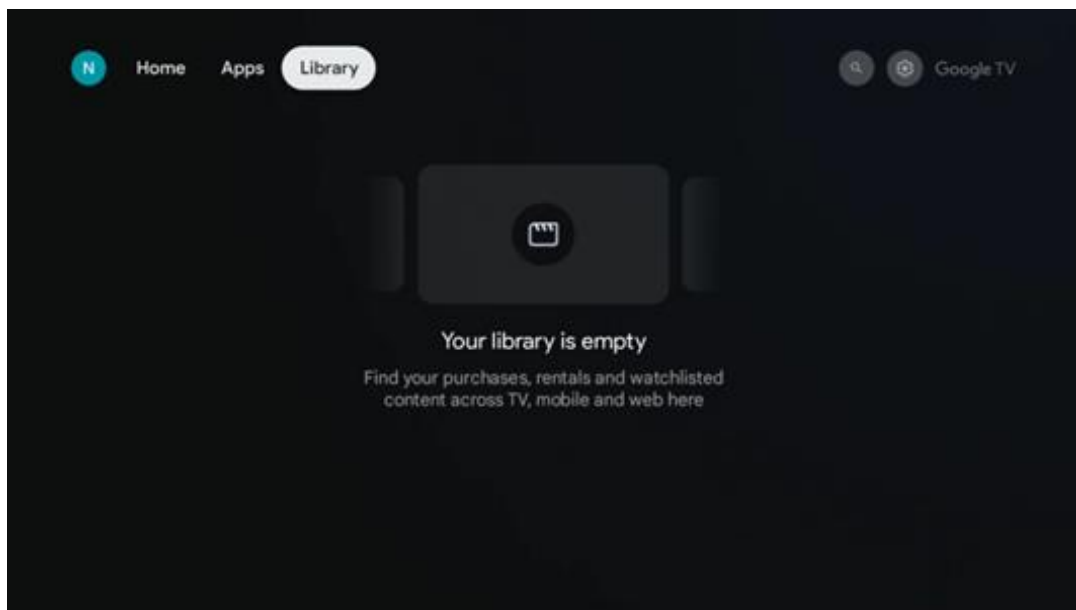 N Home Apps Library Google TV
Your library is empty
Find your purchases, rentals and watchlisted
content across TV, mobile and web here